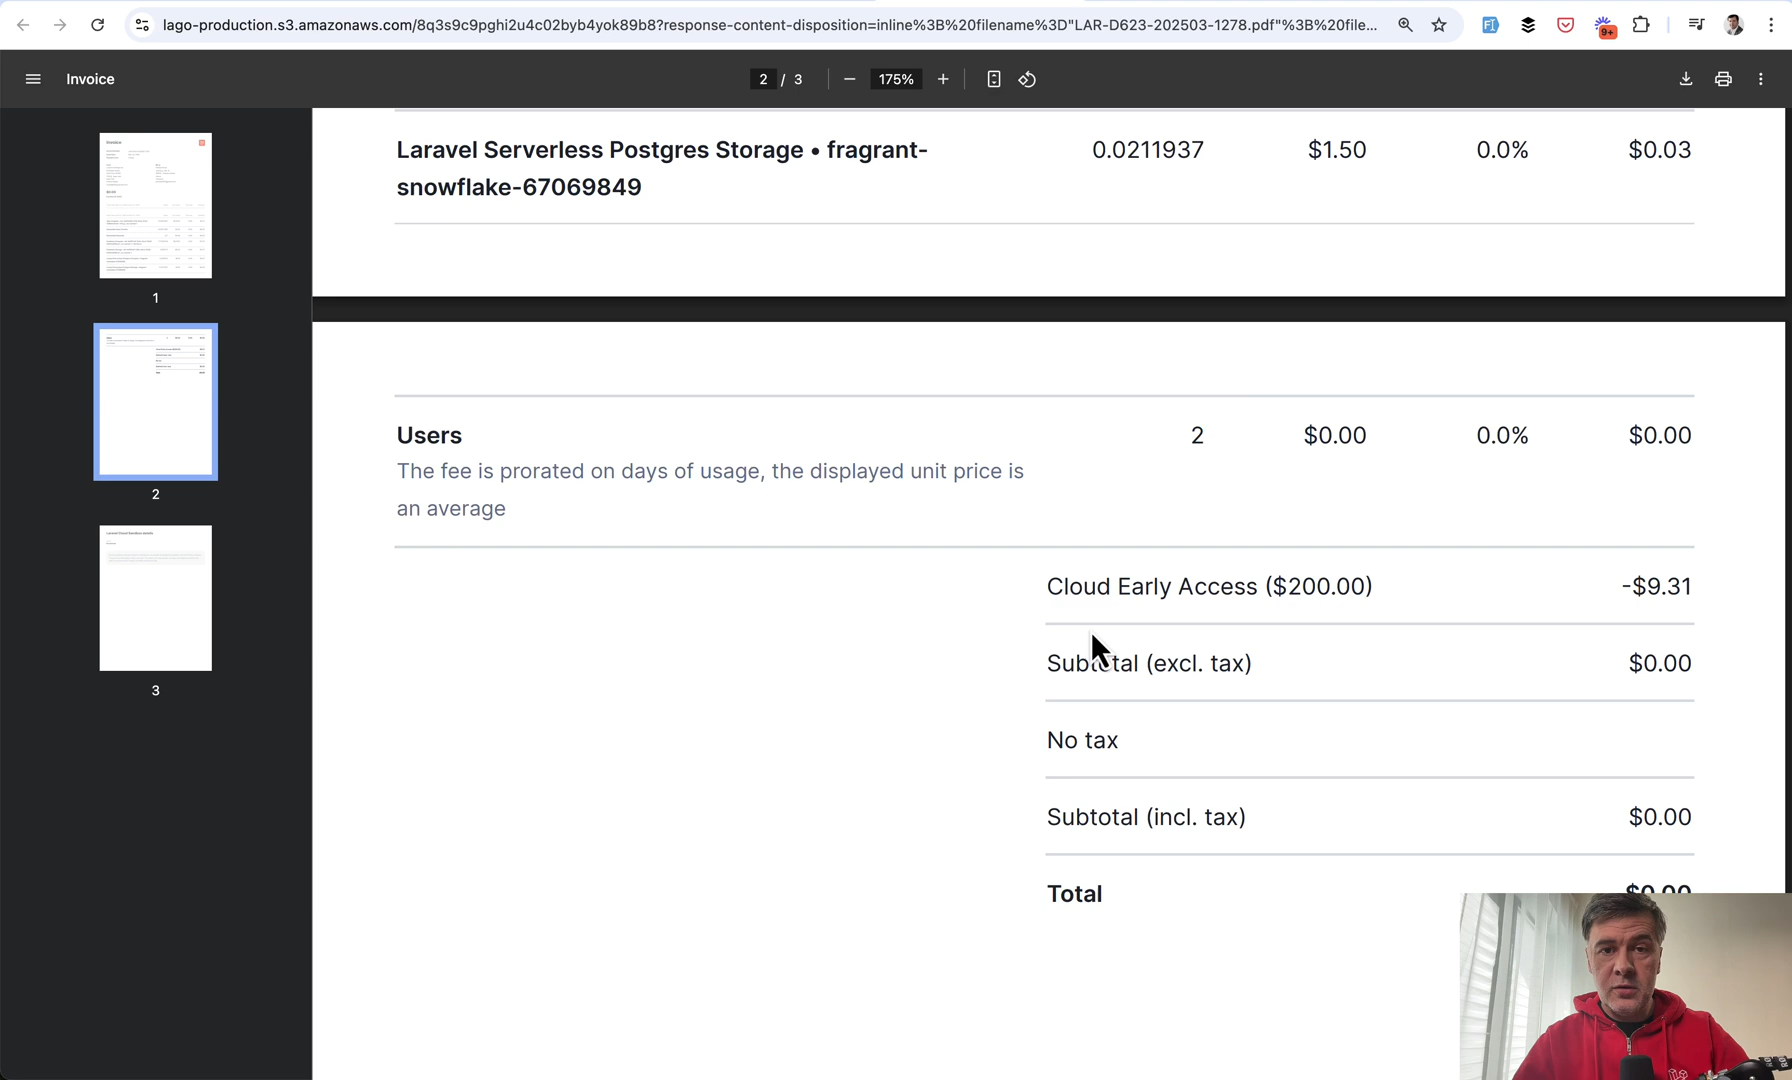 lago-production.s3.amazonaws.com/8q3s9c9pghi2u4c02byb4yok89b8?response-content-disposition=inline%3B%20filename%3D"LAR-D623-202503-1278.pdf"%3B%20file...
9+
Invoice
2 / 3
175%
Laravel Serverless Postgres Storage • fragrant- 0.0211937 $1.50 0.0% $0.03
snowflake-67069849
1
Users 2 $0.00 0.0% $0.00
The fee is prorated on days of usage, the displayed unit price is
an average
2
Cloud Early Access ($200.00) -$9.31
Subtotal (excl. tax) $0.00
3
No tax
Subtotal (incl. tax) $0.00
Total $0.00